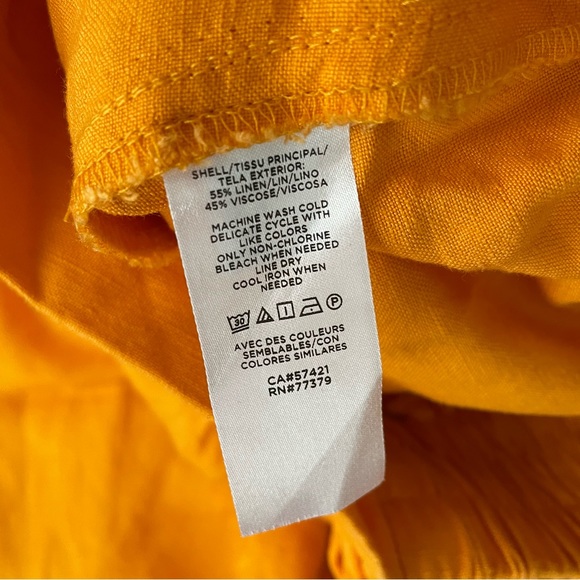 SHELL/TISSU PRINCIPAL/
TELA EXTERIOR:
55% LINEN/LIN/LINO
45% VISCOSE/VISCOSA
MACHINE WASH COLD
DELICATE CYCLE WITH
LIKE COLORS
ONLY NON-CHLORINE
BLEACH WHEN NEEDED
LINE DRY
COOL IRON WHEN
NEEDED
30 P
AVEC DES COULEURS
SEMBLABLES/CON
COLORES SIMILARES
CA#57421
RN#77379